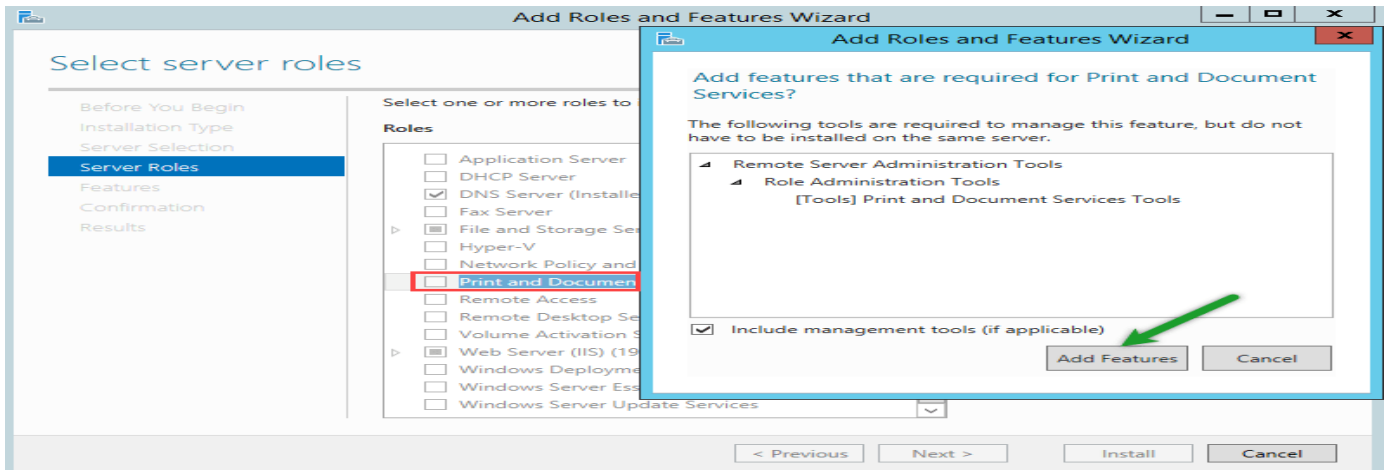 Add Roles and Features Wizard
Select server roles
Before You Begin
Installation Type
Server Selection
Server Roles
Features
Confirmation
Results
Select one or more roles to
Roles
Application Server
DHCP Server
DNS Server (Installe
Fax Server
File and Storage Ser
Hyper-V
Network Policy and
Print and Documen
Remote Access
Remote Desktop Se
Volume Activation S
Web Server (IIS) (19
Windows Deployme
Windows Server Ess
Windows Server Update Services
< Previous
Next >
Install
Cancel
Add Roles and Features Wizard
Add features that are required for Print and Document
Services?
The following tools are required to manage this feature, but do not
have to be installed on the same server.
Remote Server Administration Tools
Role Administration Tools
[Tools] Print and Document Services Tools
Include management tools (if applicable)
Add Features
Cancel